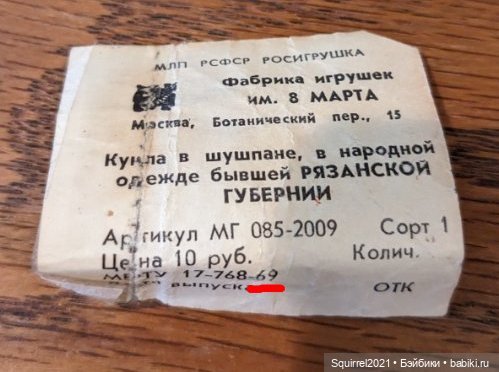 МЛП РСФСР РОСИГРУШКА
Фабрика игрушек
им. 8 МАРТА
Москва, Ботанический пер., 15
Кукла в шушпане, в народной
одежде бывшей РЯЗАНСКОЙ
ГУБЕРНИИ
Артикул МГ 085-2009 Сорт 1
Цена 10 руб. Колич.
МРТУ 17-768-69
выпуска ОТК
Squirrel2021 • Бэйбики • babiki.ru